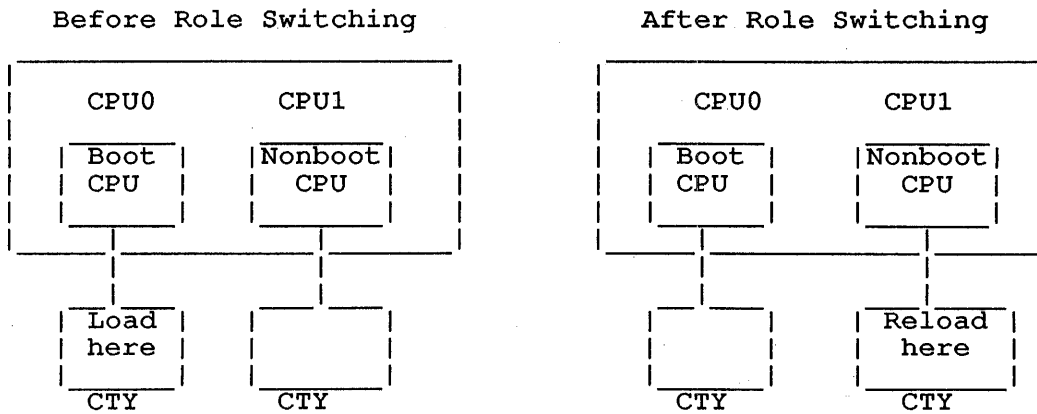 Before Role Switching
After Role Switching
CPU0 CPU1
CPU0 CPU1
Boot CPU
Nonboot CPU
Boot CPU
Nonboot CPU
Load here
Reload here
CTY CTY
CTY CTY